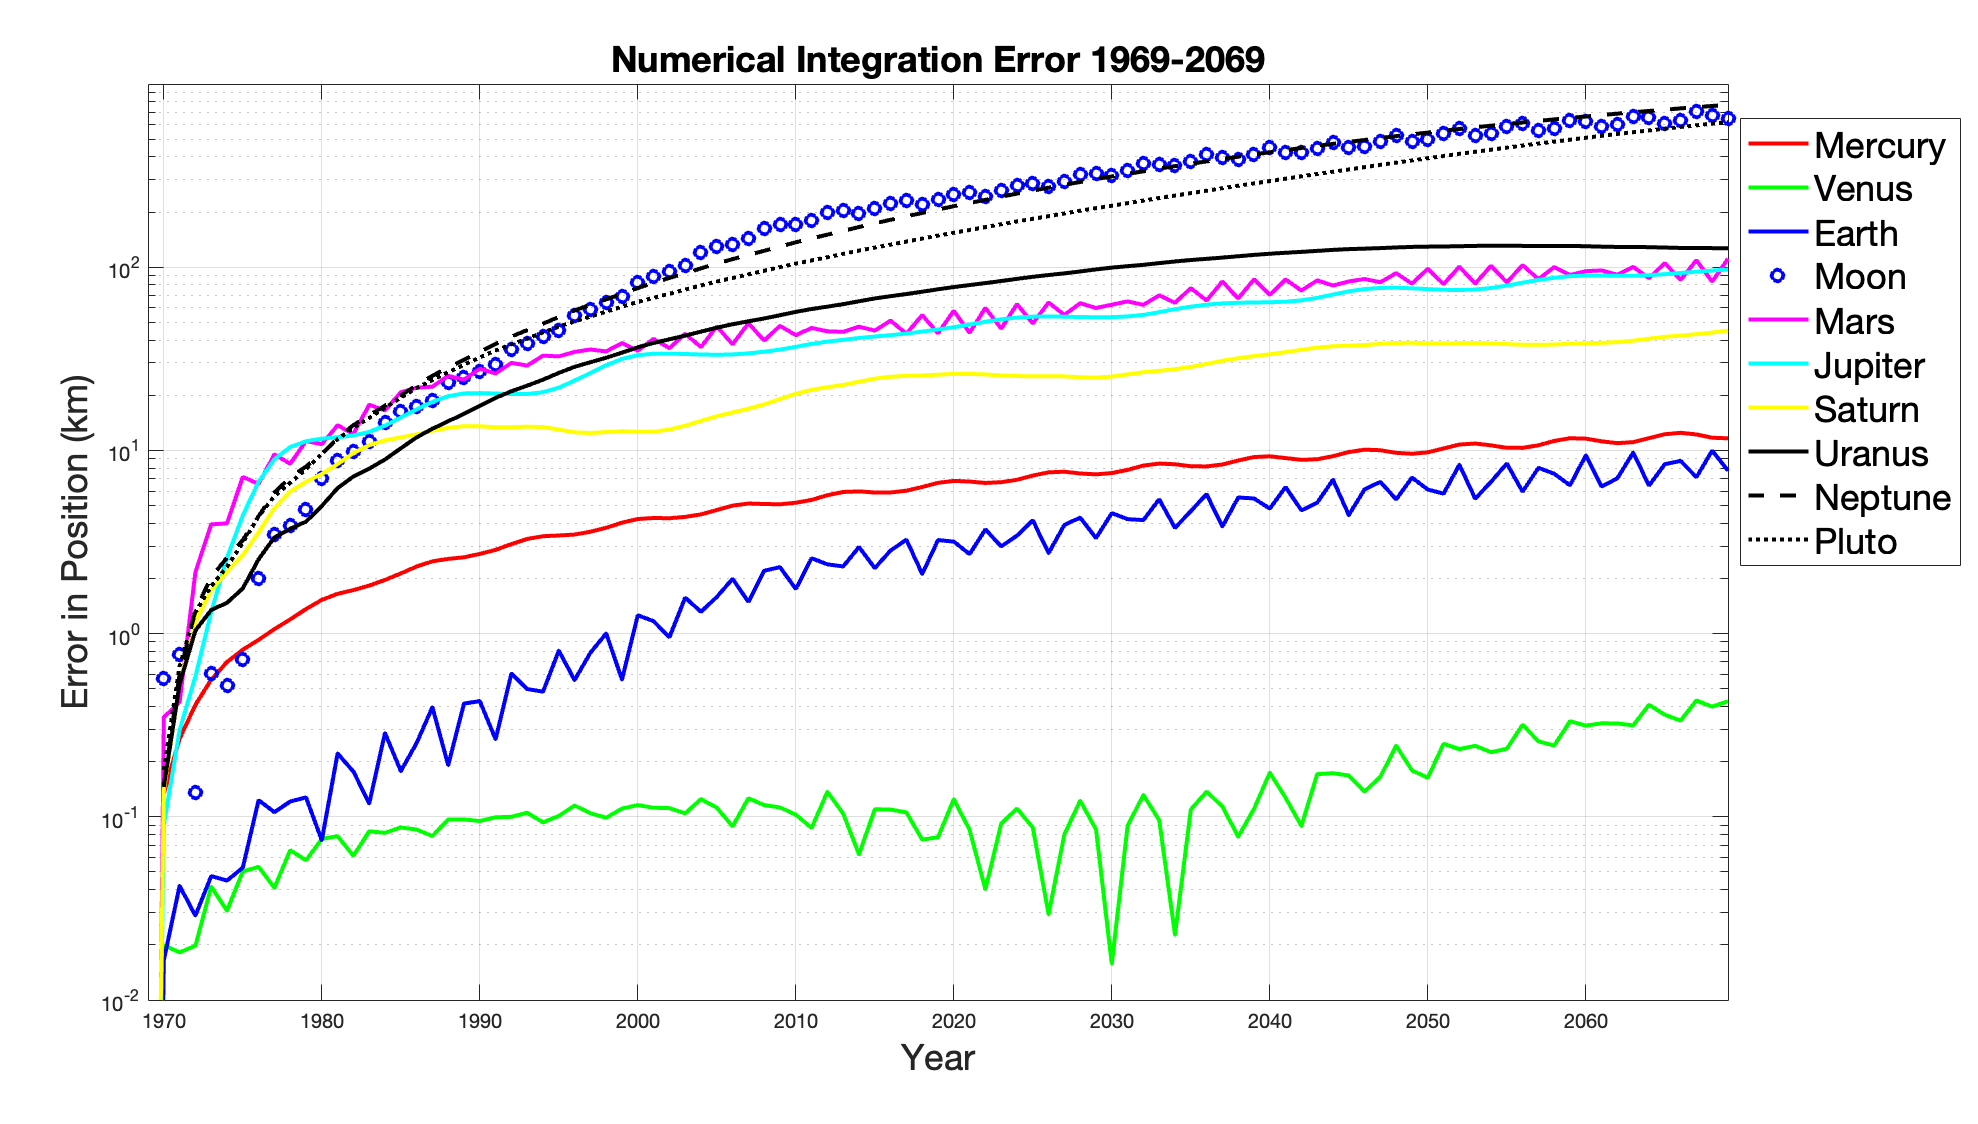 Numerical Integration Error 1969-2069
Error in Position (km)
10^2
10^1
10^0
10^-1
10^-2
1970 1980 1990 2000 2010 2020 2030 2040 2050 2060
Year
Mercury
Venus
Earth
Moon
Mars
Jupiter
Saturn
Uranus
Neptune
Pluto